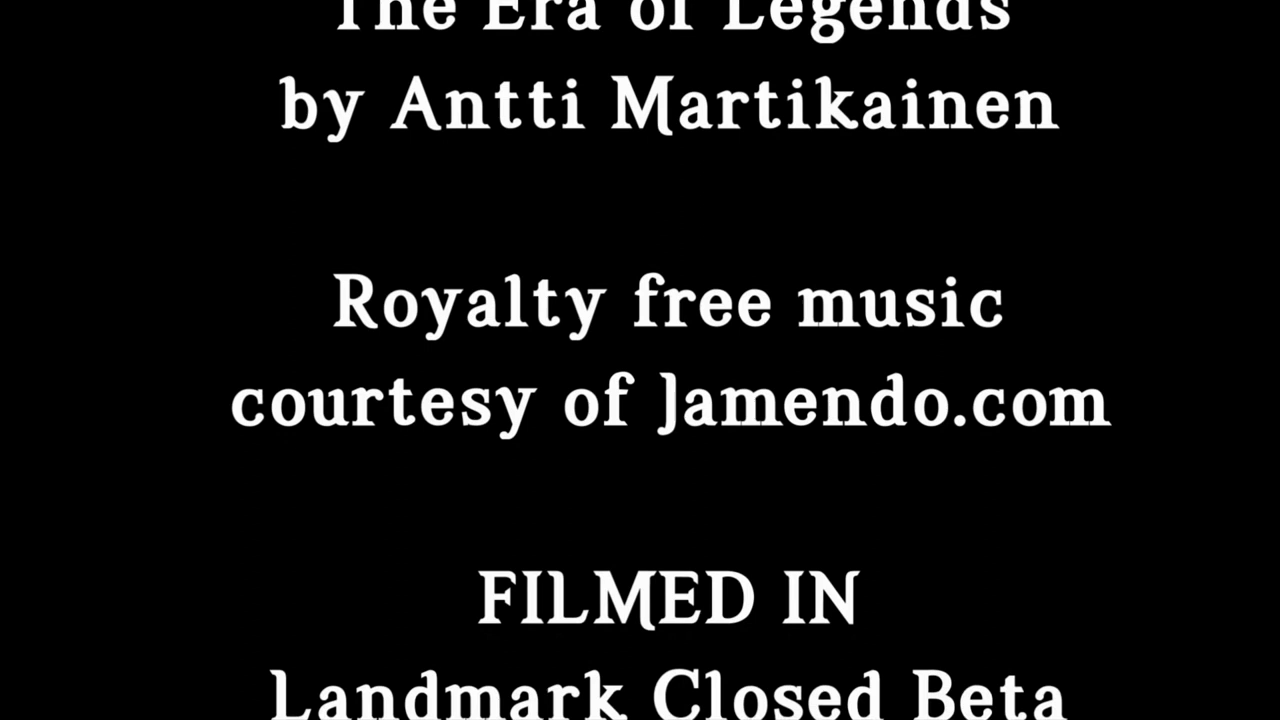 The Era of Legends
by Antti Martikainen
Royalty free music
courtesy of Jamendo.com
FILMED IN
Landmark Closed Beta